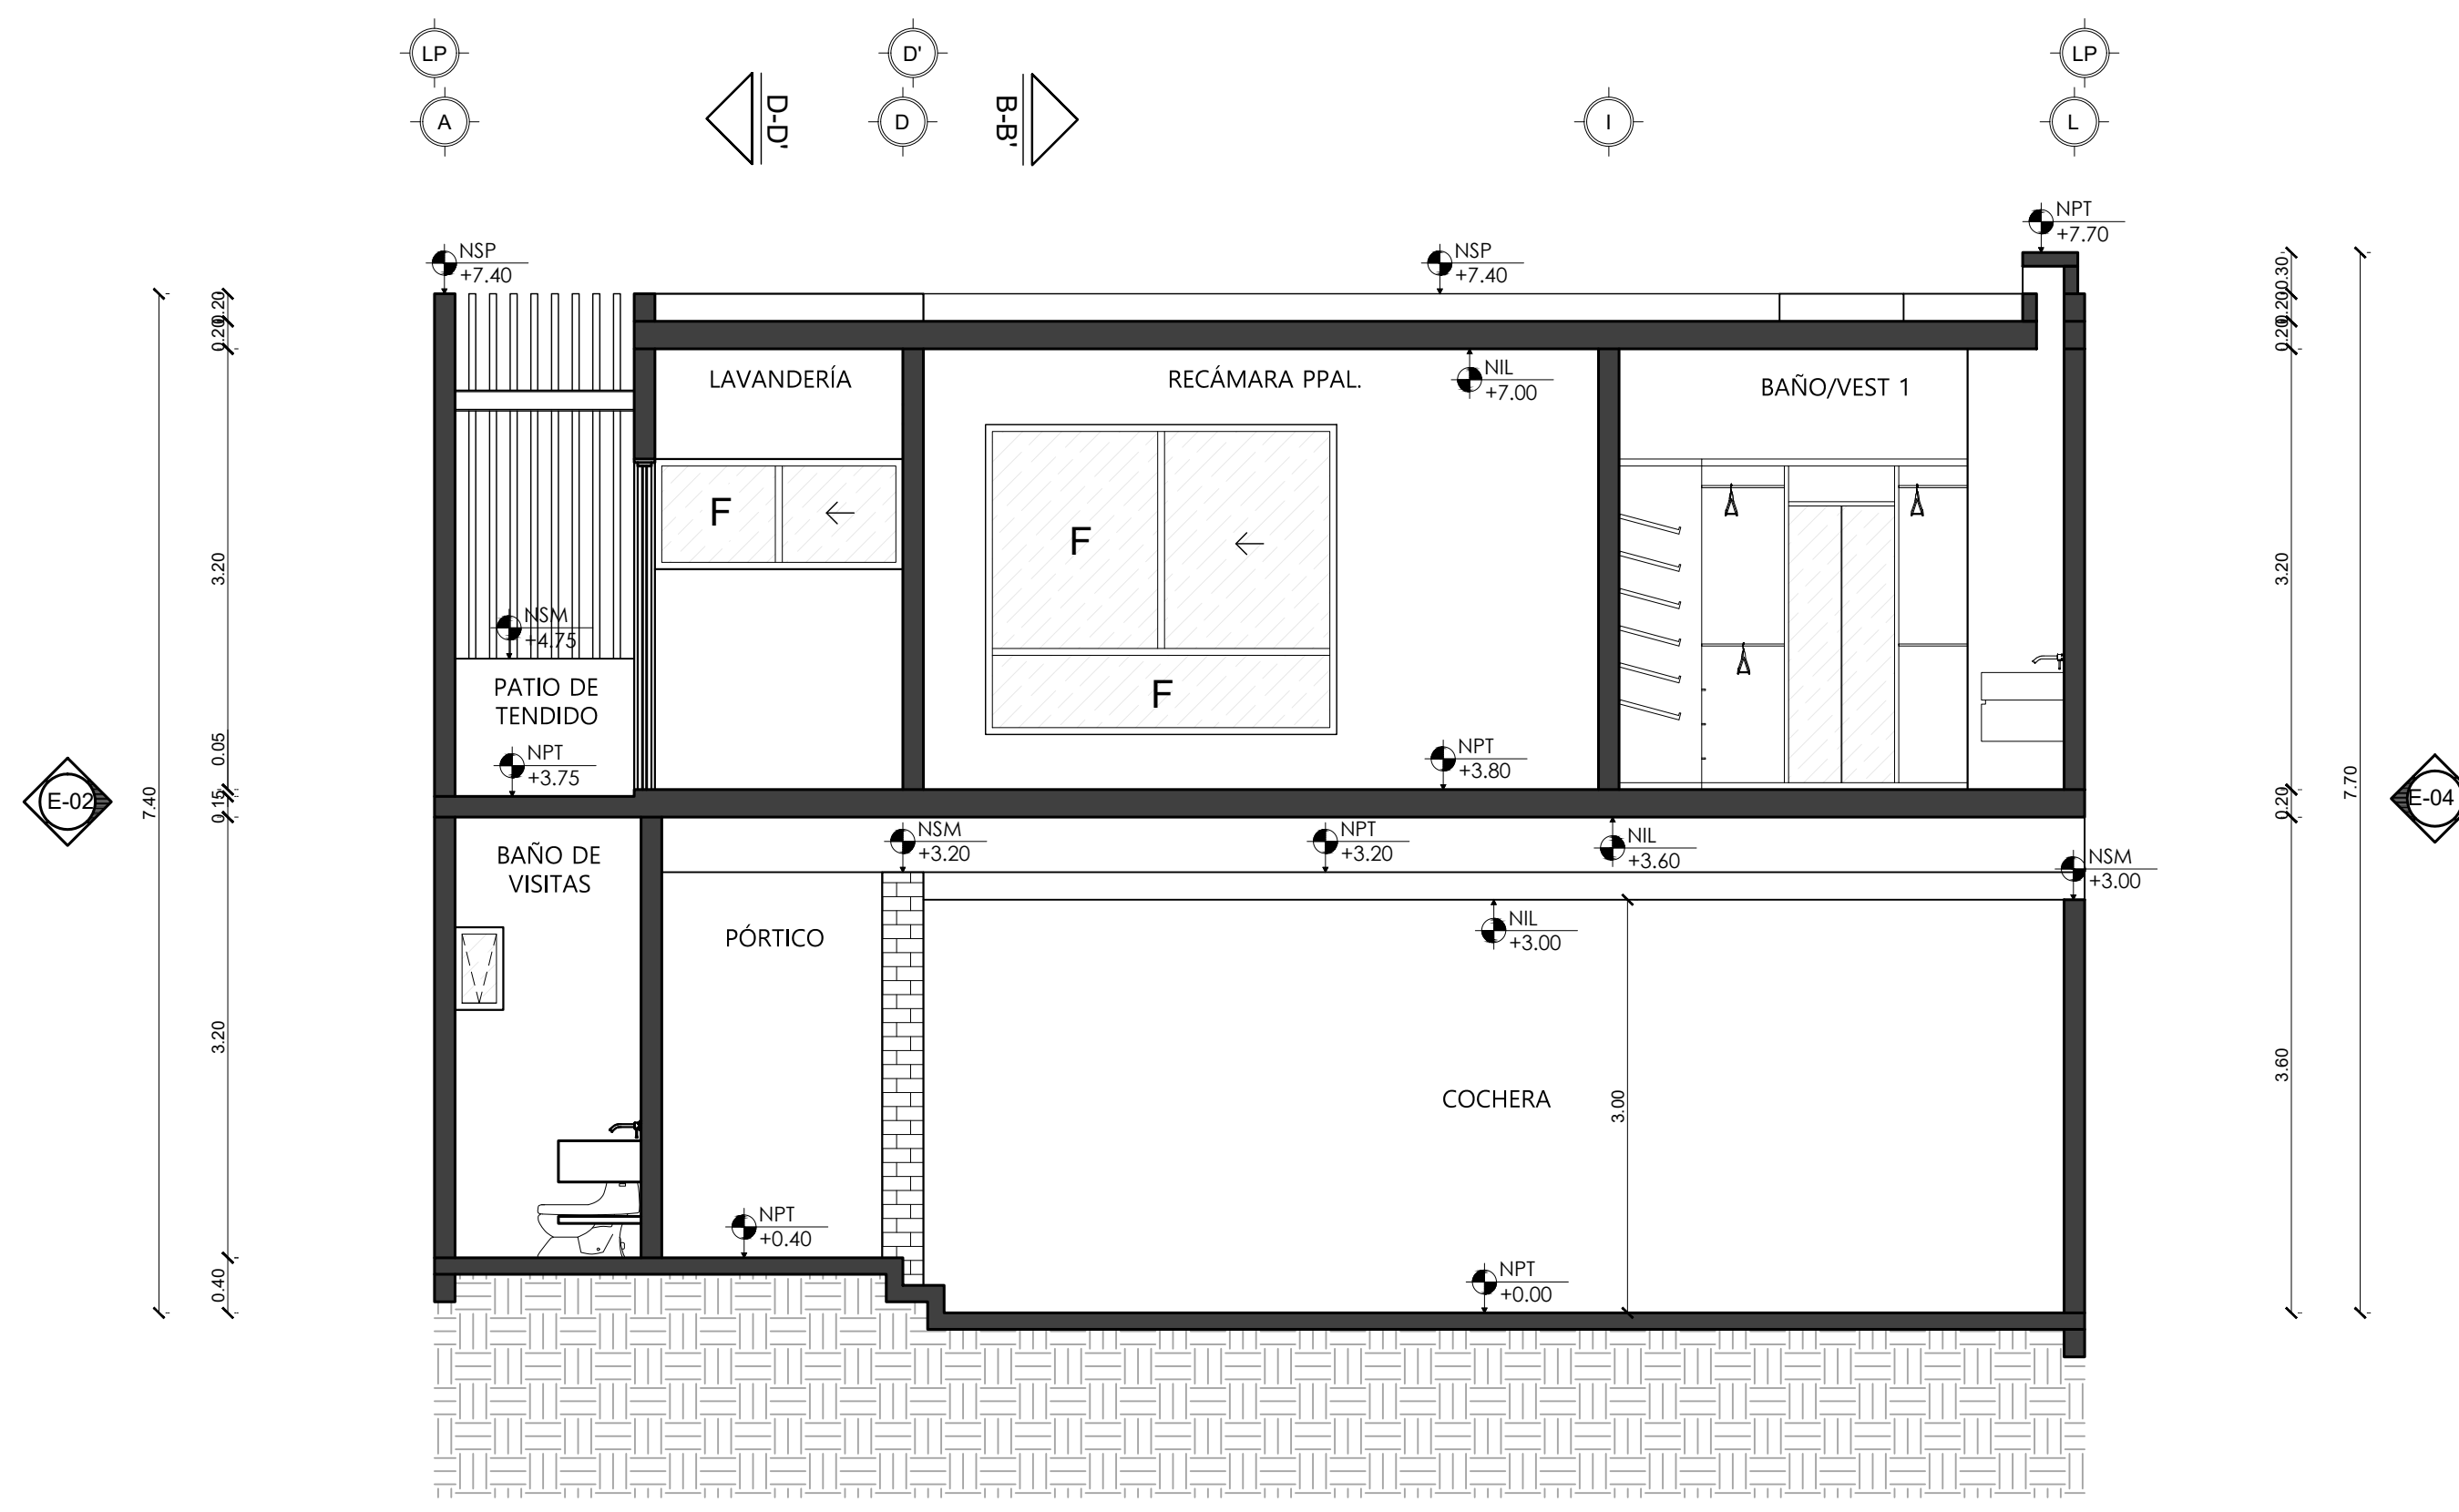 LP
D'
LP
A
D-D'
D
B-B'
I
L
NPT
+7.70
NSP
+7.40
NSP
+7.40
0.20
0.20
0.30
0.20
0.20
LAVANDERÍA
RECÁMARA PPAL.
NIL
+7.00
BAÑO/VEST 1
F
F
3.20
3.20
NSM
+4.75
PATIO DE
TENDIDO
F
NPT
+3.75
NPT
+3.80
0.05
7.40
0.15
E-02
7.70
0.20
E-04
BAÑO DE
VISITAS
NSM
+3.20
NPT
+3.20
NIL
+3.60
NSM
+3.00
PÓRTICO
NIL
+3.00
3.20
COCHERA
3.00
3.60
NPT
+0.40
0.40
NPT
+0.00